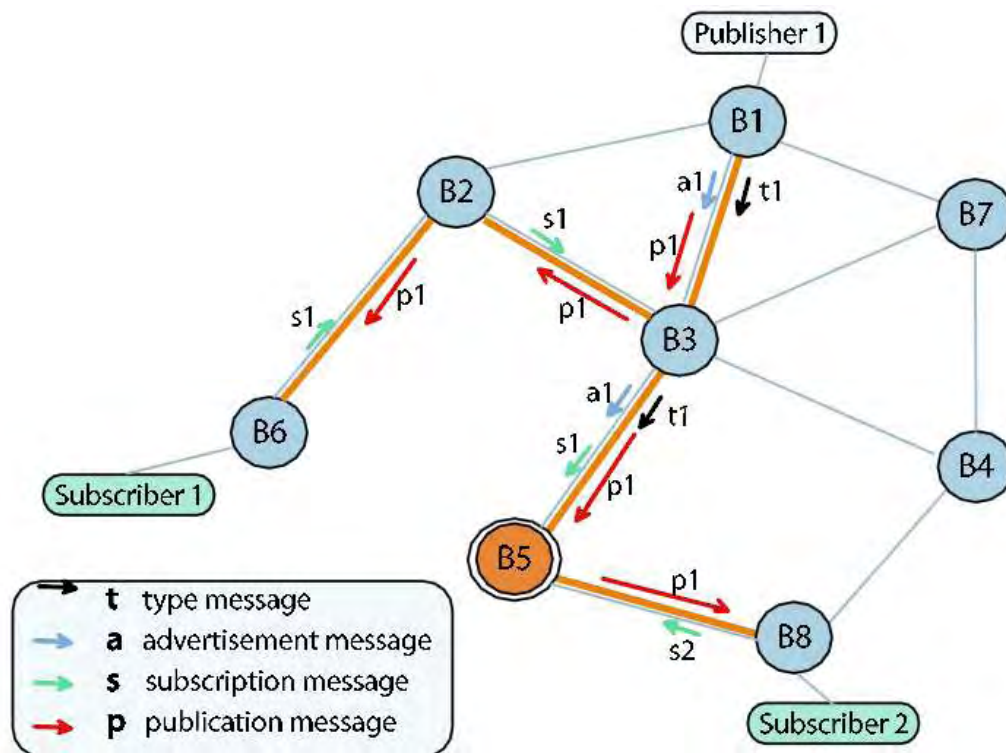 Publisher 1
B1
a1
t1
B2
B7
s1
p1
p1
s1
p1
B3
B6
a1
t1
Subscriber 1
s1
p1
B4
B5
p1
t type message
a advertisement message
s2
B8
s subscription message
p publication message
Subscriber 2